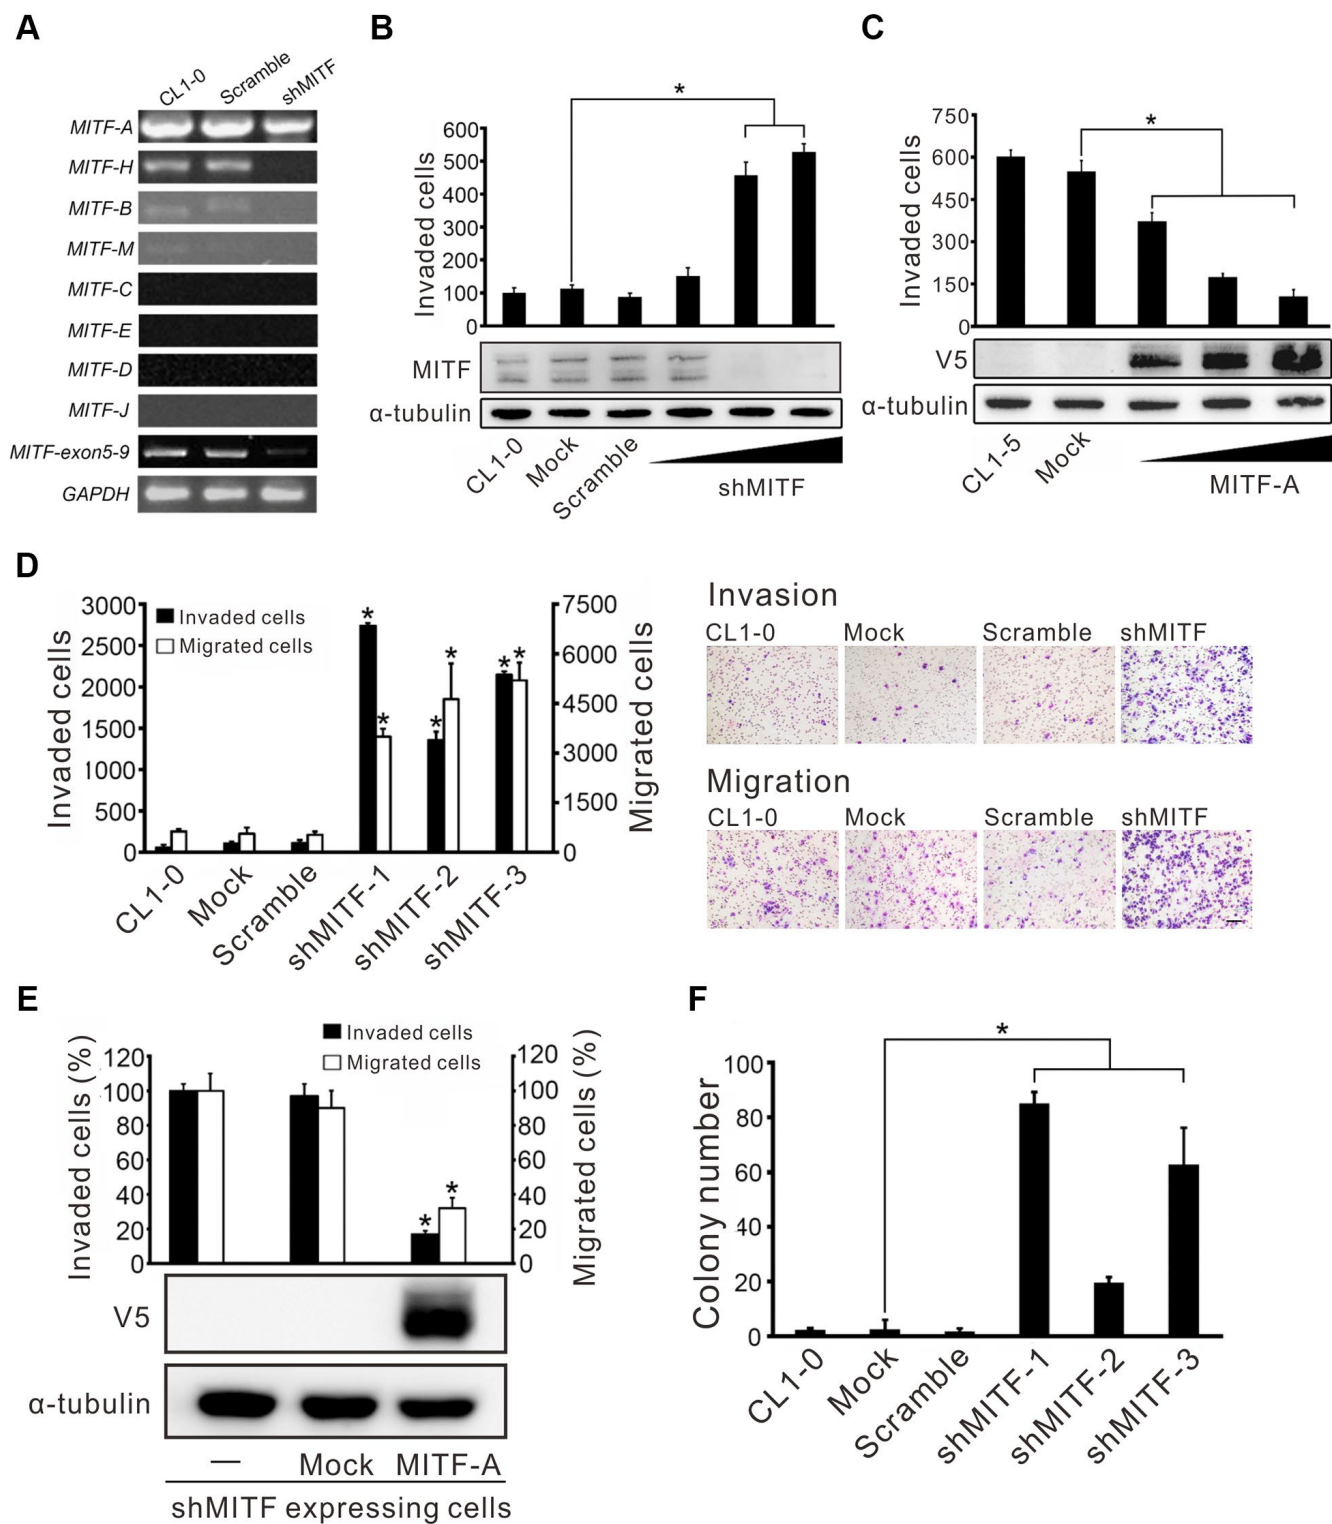 A
CL1-0 Scramble shMITF
MITF-A
MITF-H
MITF-B
MITF-M
MITF-C
MITF-E
MITF-D
MITF-J
MITF-exon5-9
GAPDH
B
*
Invaded cells
600
500
400
300
200
100
0
MITF
α-tubulin
CL1-0 Mock Scramble
shMITF
C
*
Invaded cells
750
600
450
300
150
0
V5
α-tubulin
CL1-5 Mock
MITF-A
D
Invaded cells
3000
2500
2000
1500
1000
500
0
Invaded cells
Migrated cells
* * * * * *
7500
6000
4500
3000
1500
0
Migrated cells
CL1-0 Mock Scramble shMITF-1 shMITF-2 shMITF-3
Invasion
CL1-0 Mock Scramble shMITF
Migration
CL1-0 Mock Scramble shMITF
E
Invaded cells (%)
120
100
80
60
40
20
0
Invaded cells
Migrated cells
* *
120
100
80
60
40
20
0
Migrated cells (%)
V5
α-tubulin
— Mock MITF-A
shMITF expressing cells
F
*
Colony number
100
80
60
40
20
0
CL1-0 Mock Scramble shMITF-1 shMITF-2 shMITF-3